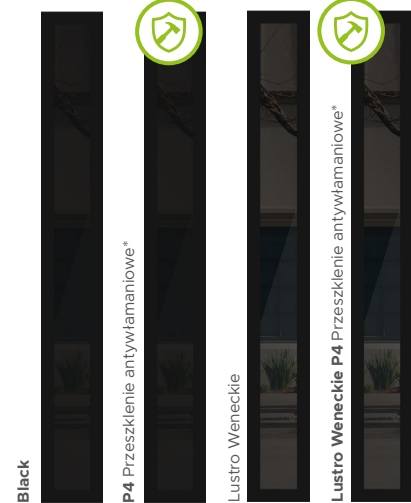 Black
P4 Przeszklenie antywłamaniowe*
Lustro Weneckie
Lustro Weneckie P4 Przeszklenie antywłamaniowe*